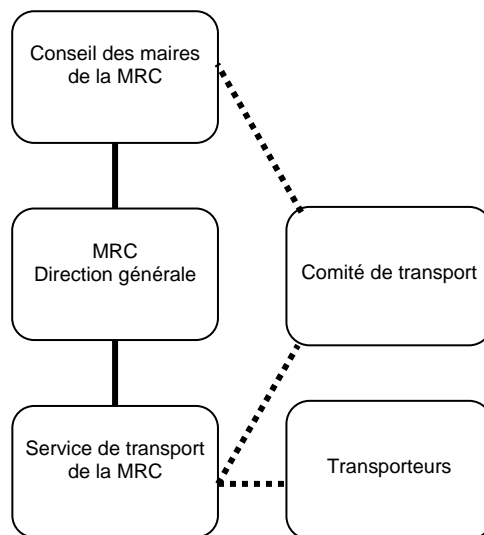 Conseil des maires
de la MRC
MRC
Direction générale
Comité de transport
Service de transport
de la MRC
Transporteurs